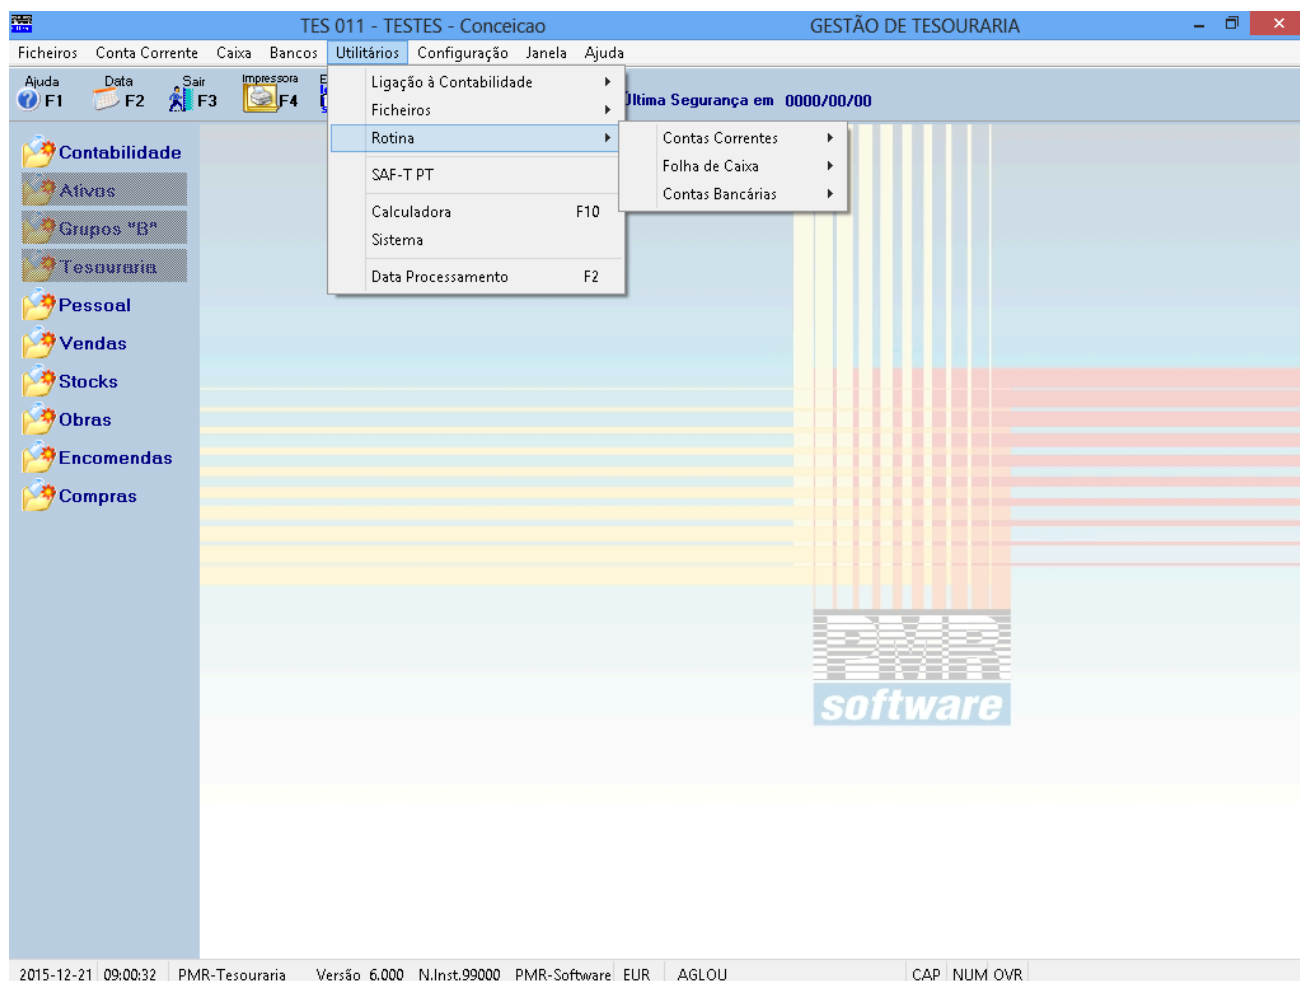 TES 011 - TESTES - Conceicao GESTÃO DE TESOURARIA
Ficheiros Conta Corrente Caixa Bancos Utilitários Configuração Janela Ajuda
Ajuda F1 Data F2 Sair F3 Impressora F4
Última Segurança em 0000/00/00
Ligação à Contabilidade
Ficheiros
Rotina
SAF-T PT
Calculadora F10
Sistema
Data Processamento F2
Contas Correntes
Folha de Caixa
Contas Bancárias
Contabilidade
Ativos
Grupos "B"
Tesouraria
Pessoal
Vendas
Stocks
Obras
Encomendas
Compras
PMR
software
2015-12-21 09:00:32 PMR-Tesouraria Versão 6.000 N.Inst.99000 PMR-Software EUR AGLOU CAP NUM OVR